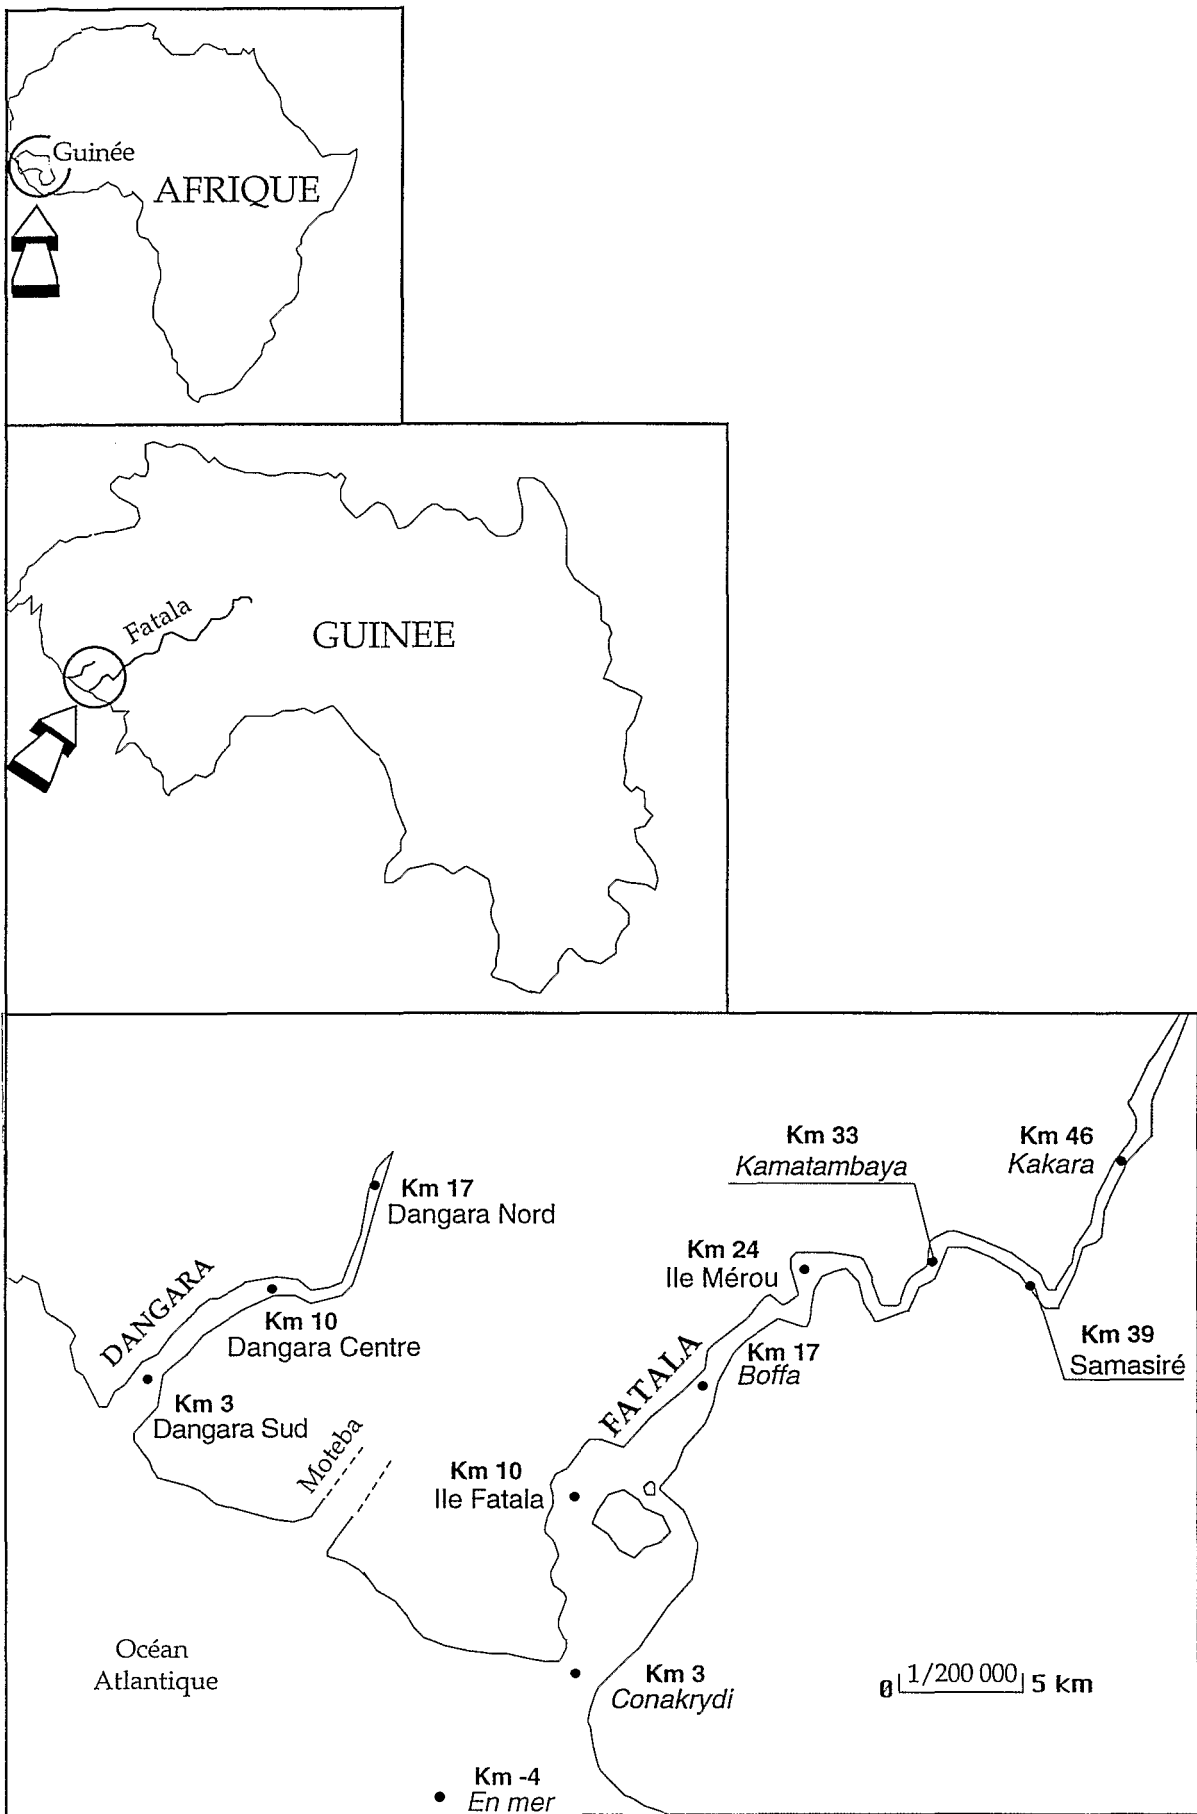 Guinée
AFRIQUE
Fatala
GUINEE
Km 33
Kamatambaya
Km 46
Kakara
Km 17
Dangara Nord
Km 24
Ile Mérou
DANGARA
Km 10
Dangara Centre
FATALA
Km 17
Boffa
Km 39
Samasiré
Km 3
Dangara Sud
Moteba
Km 10
Ile Fatala
Océan
Atlantique
Km 3
Conakrydi
0 1/200 000 5 km
Km -4
En mer